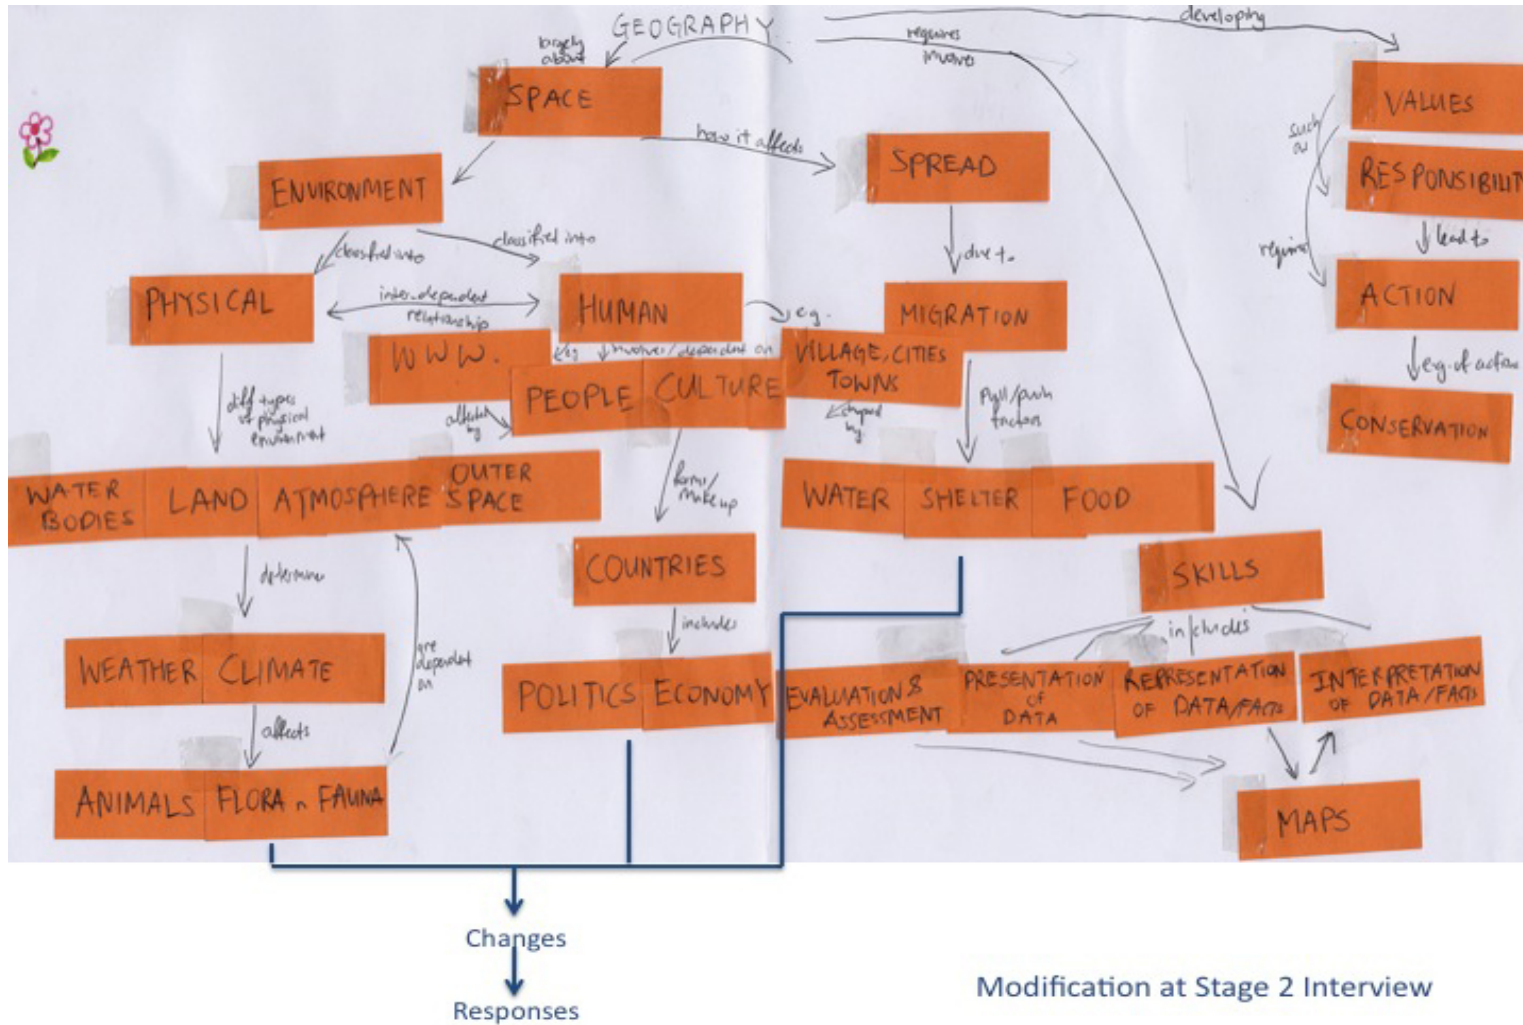 GEOGRAPHY
developing
requires
involves
largely
about
SPACE
VALUES
how it affects
such
as
SPREAD
RESPONSIBILIT
ENVIRONMENT
classified into
classified into
due to
lead to
requires
PHYSICAL
inter-dependent
relationship
HUMAN
e.g.
MIGRATION
ACTION
WWW.
eg
involves/dependent on
VILLAGE, CITIES
TOWNS
PEOPLE
CULTURE
affected
by
shaped
by
pull/push
factors
e.g. of action
CONSERVATION
diff types
of physical
environment
WATER
BODIES
LAND
ATMOSPHERE
OUTER
SPACE
forms/
make up
WATER
SHELTER
FOOD
determine
COUNTRIES
SKILLS
are
dependent
on
includes
includes
WEATHER
CLIMATE
POLITICS
ECONOMY
EVALUATION &
ASSESSMENT
PRESENTATION
OF
DATA
REPRESENTATION
OF DATA/FACTS
INTERPRETATION
OF DATA/FACTS
affects
ANIMALS
FLORA n FAUNA
MAPS
Changes
Responses
Modification at Stage 2 Interview